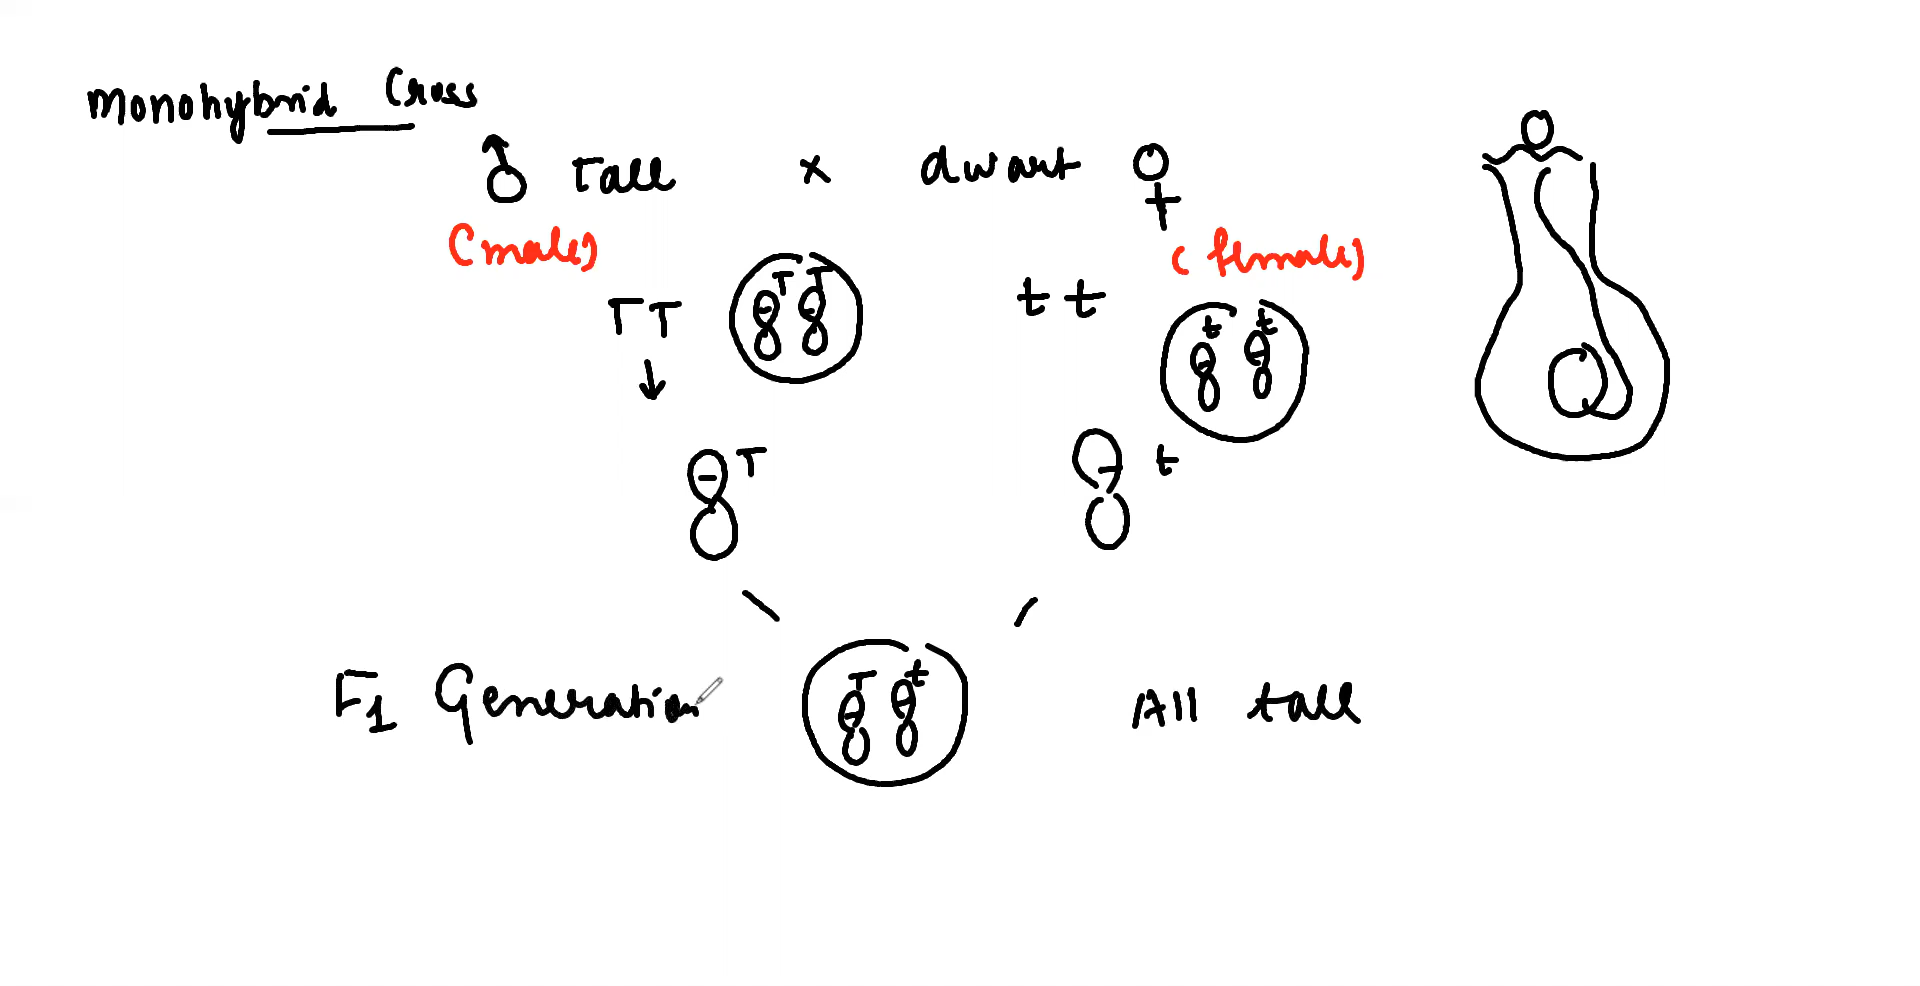 Monohybrid Cross
♂ Tall × dwarf ♀
(male) (female)
TT T T tt t t
T t
F1 Generation T t All tall